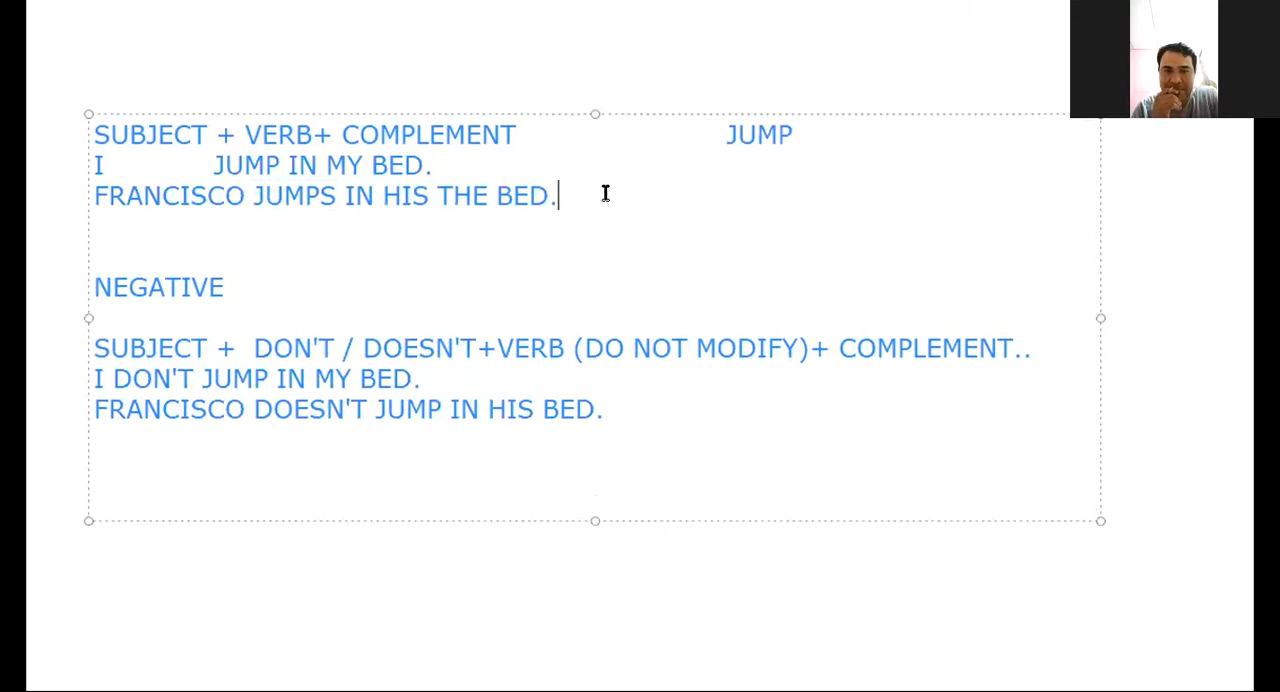 SUBJECT + VERB+ COMPLEMENT JUMP
I JUMP IN MY BED.
FRANCISCO JUMPS IN HIS THE BED.
NEGATIVE
SUBJECT + DON'T / DOESN'T+VERB (DO NOT MODIFY)+ COMPLEMENT..
I DON'T JUMP IN MY BED.
FRANCISCO DOESN'T JUMP IN HIS BED.